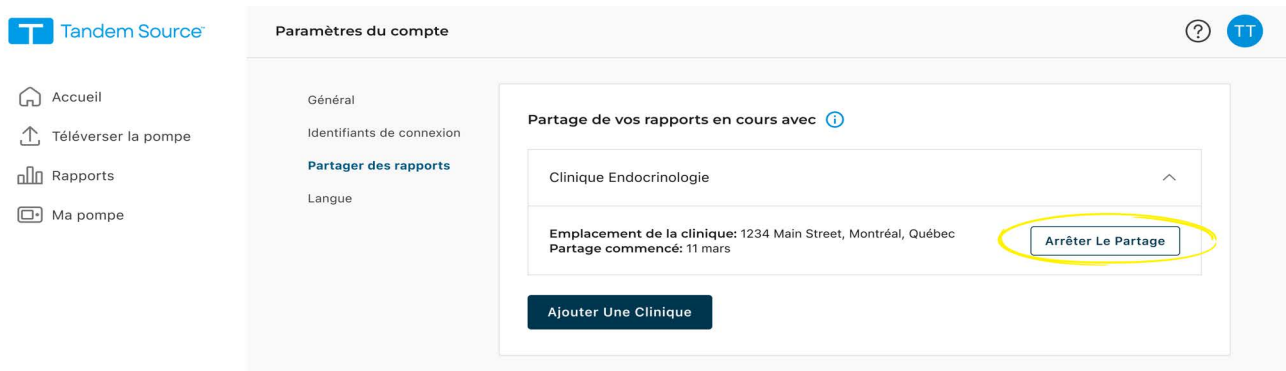 Tandem Source™
Paramètres du compte
?
TT
Accueil
Téléverser la pompe
Rapports
Ma pompe
Général
Identifiants de connexion
Partager des rapports
Langue
Partage de vos rapports en cours avec
Clinique Endocrinologie
Emplacement de la clinique: 1234 Main Street, Montréal, Québec
Partage commencé: 11 mars
Arrêter Le Partage
Ajouter Une Clinique